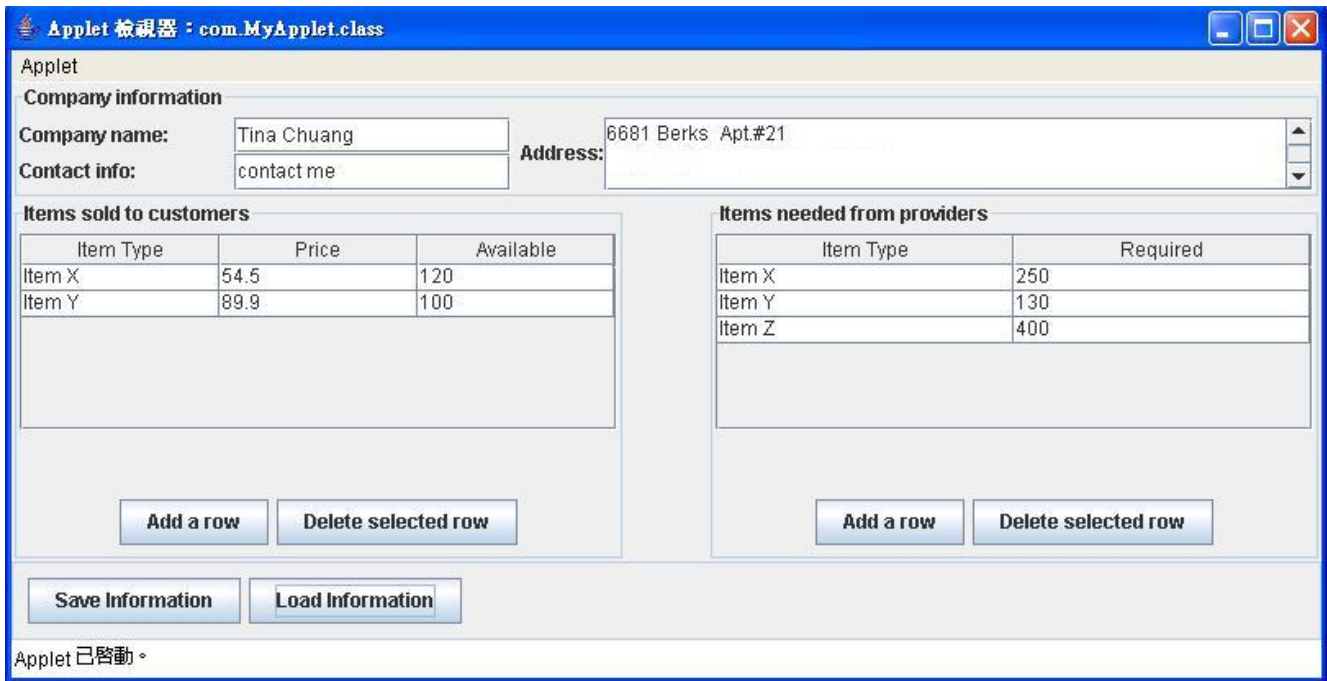 Applet 檢視器：com.MyApplet.class
Applet
Company information
Company name: Tina Chuang
Contact info: contact me
Address: 6681 Berks Apt.#21
Items sold to customers
Item Type Price Available
Item X 54.5 120
Item Y 89.9 100
Add a row Delete selected row
Items needed from providers
Item Type Required
Item X 250
Item Y 130
Item Z 400
Add a row Delete selected row
Save Information Load Information
Applet 已啓動。